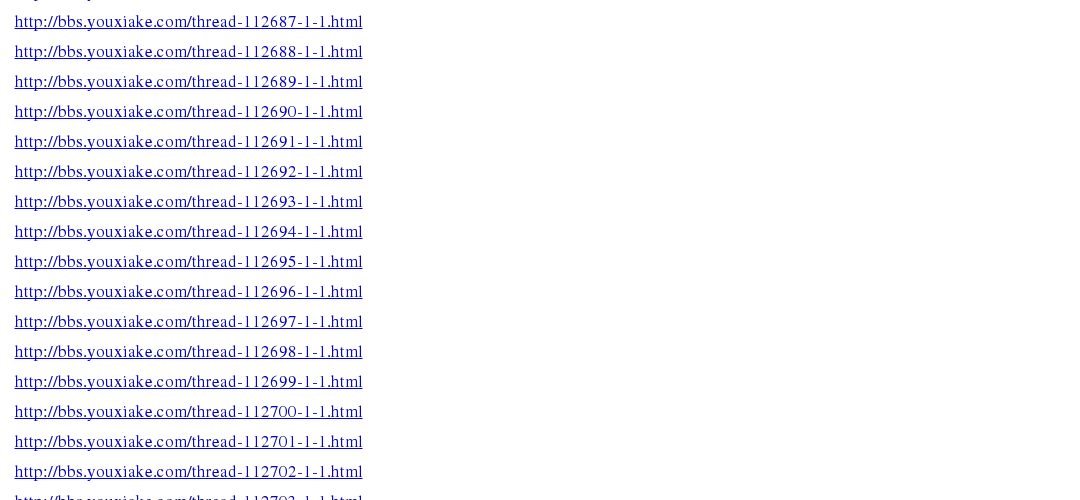 http://bbs.youxiake.com/thread-112687-1-1.html
http://bbs.youxiake.com/thread-112688-1-1.html
http://bbs.youxiake.com/thread-112689-1-1.html
http://bbs.youxiake.com/thread-112690-1-1.html
http://bbs.youxiake.com/thread-112691-1-1.html
http://bbs.youxiake.com/thread-112692-1-1.html
http://bbs.youxiake.com/thread-112693-1-1.html
http://bbs.youxiake.com/thread-112694-1-1.html
http://bbs.youxiake.com/thread-112695-1-1.html
http://bbs.youxiake.com/thread-112696-1-1.html
http://bbs.youxiake.com/thread-112697-1-1.html
http://bbs.youxiake.com/thread-112698-1-1.html
http://bbs.youxiake.com/thread-112699-1-1.html
http://bbs.youxiake.com/thread-112700-1-1.html
http://bbs.youxiake.com/thread-112701-1-1.html
http://bbs.youxiake.com/thread-112702-1-1.html